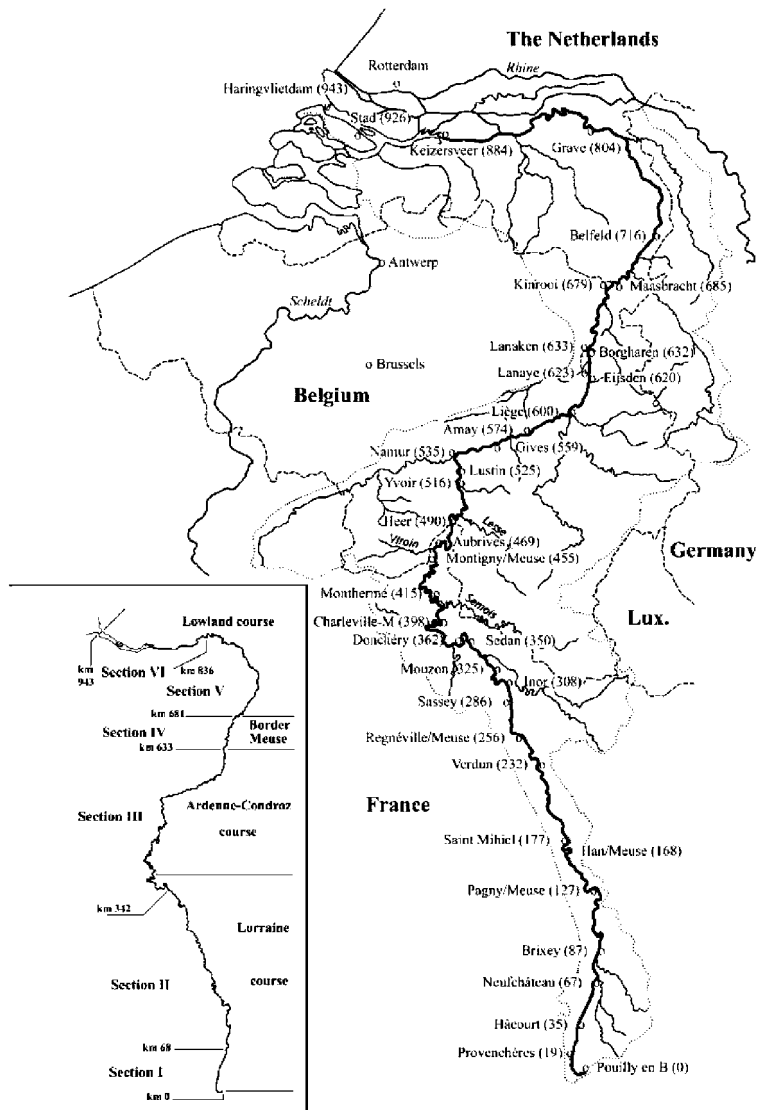 The Netherlands
Rhine
Rotterdam
Haringvlietdam (943)
Stad (926)
Keizersveer (884)
Grave (804)
Belfeld (716)
Antwerp
Kinrooi (679)
Maasbracht (685)
Scheldt
Lanaken (633)
Borgharen (632)
Brussels
Lanaye (623)
Eijsden (620)
Belgium
Liège (600)
Amay (574)
Namur (535)
Gives (559)
Lustin (525)
Yvoir (516)
Heer (490)
Lesse
Viroin
Aubrives (469)
Montigny/Meuse (455)
Germany
Monthermé (415)
Semois
Lux.
Charleville-M (398)
Donchéry (362)
Sedan (350)
Mouzon (325)
Inor (308)
Sassey (286)
Regnéville/Meuse (256)
Verdun (232)
France
Saint Mihiel (177)
Han/Meuse (168)
Pagny/Meuse (127)
Brixey (87)
Neufchâteau (67)
Hâcourt (35)
Provenchères (19)
Pouilly en B (0)
Lowland course
km
943
Section VI
km 836
Section V
km 681
Border
Meuse
Section IV
km 633
Section III
Ardenne-Condroz
course
km 342
Lorraine
course
Section II
km 68
Section I
km 0